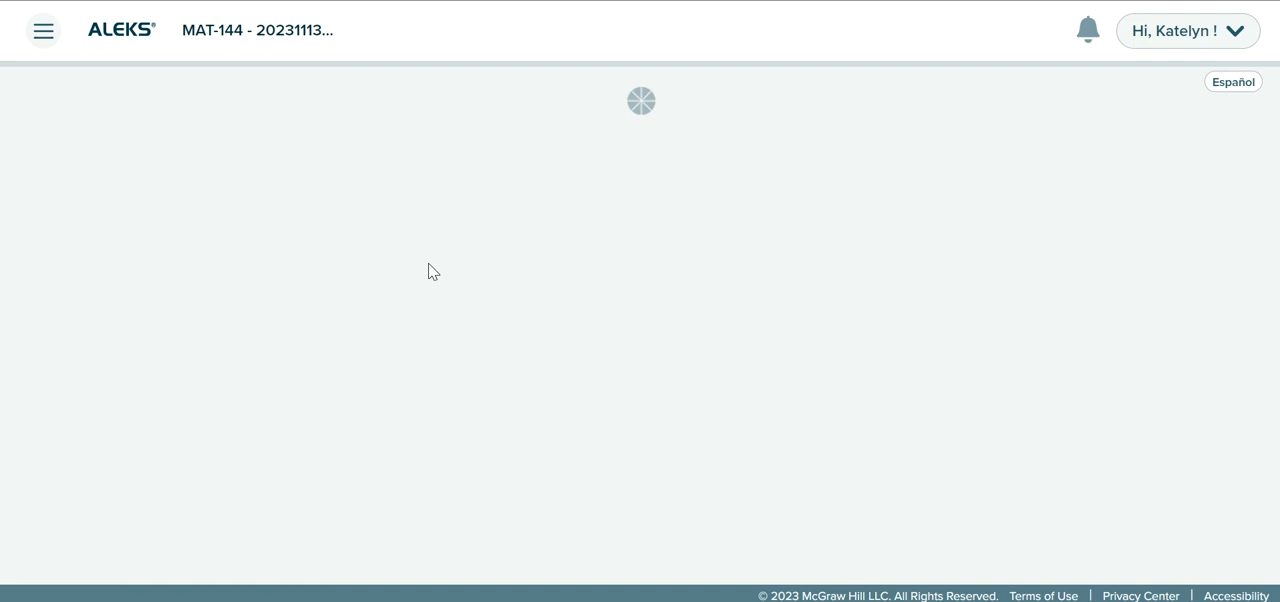 ALEKS® MAT-144 - 20231113... Hi, Katelyn !
Español
© 2023 McGraw Hill LLC. All Rights Reserved. Terms of Use | Privacy Center | Accessibility